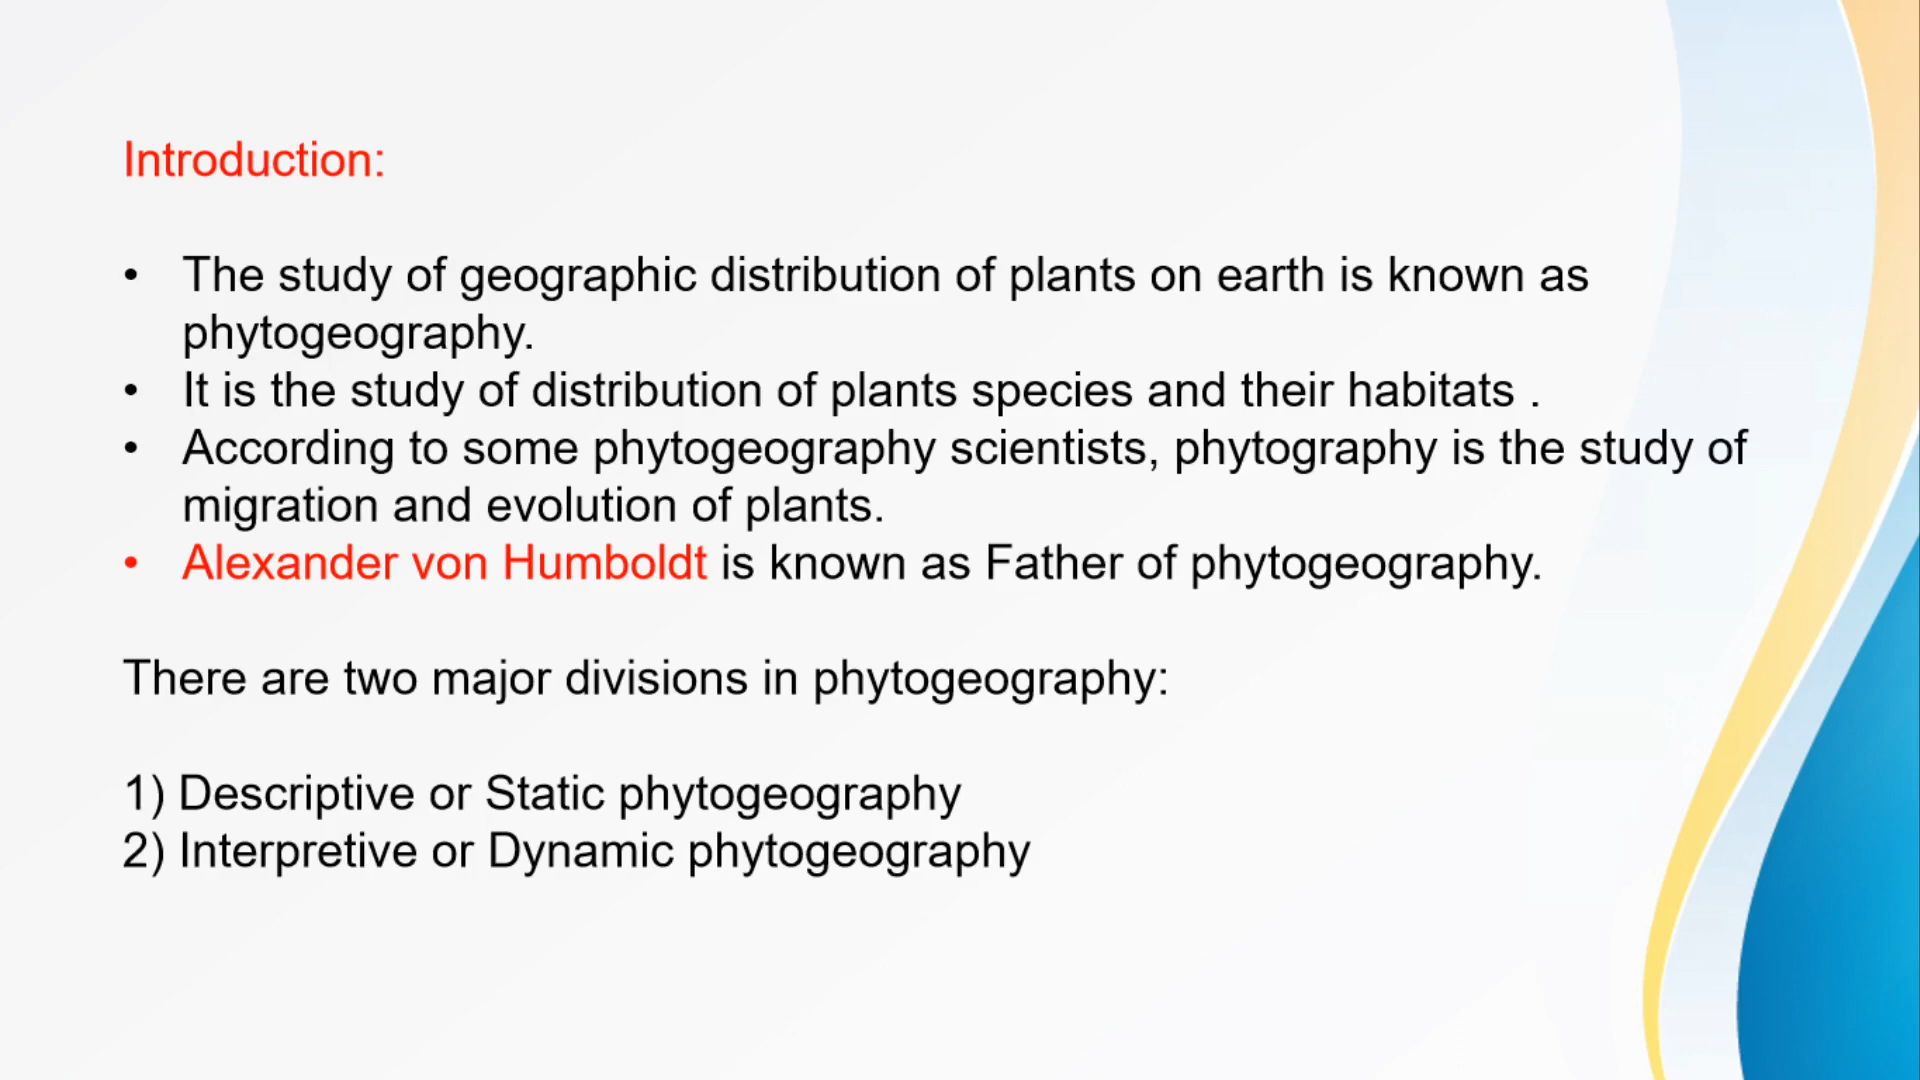 Introduction:
• The study of geographic distribution of plants on earth is known as
phytogeography.
• It is the study of distribution of plants species and their habitats .
• According to some phytogeography scientists, phytography is the study of
migration and evolution of plants.
• Alexander von Humboldt is known as Father of phytogeography.
There are two major divisions in phytogeography:
1) Descriptive or Static phytogeography
2) Interpretive or Dynamic phytogeography